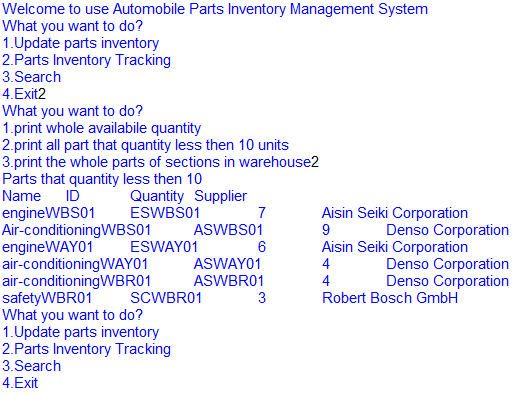 Welcome to use Automobile Parts Inventory Management System
What you want to do?
1.Update parts inventory
2.Parts Inventory Tracking
3.Search
4.Exit2
What you want to do?
1.print whole availabile quantity
2.print all part that quantity less then 10 units
3.print the whole parts of sections in warehouse2
Parts that quantity less then 10
Name ID Quantity Supplier
engineWBS01 ESWBS01 7 Aisin Seiki Corporation
Air-conditioningWBS01 ASWBS01 9 Denso Corporation
engineWAY01 ESWAY01 6 Aisin Seiki Corporation
air-conditioningWAY01 ASWAY01 4 Denso Corporation
air-conditioningWBR01 ASWBR01 4 Denso Corporation
safetyWBR01 SCWBR01 3 Robert Bosch GmbH
What you want to do?
1.Update parts inventory
2.Parts Inventory Tracking
3.Search
4.Exit